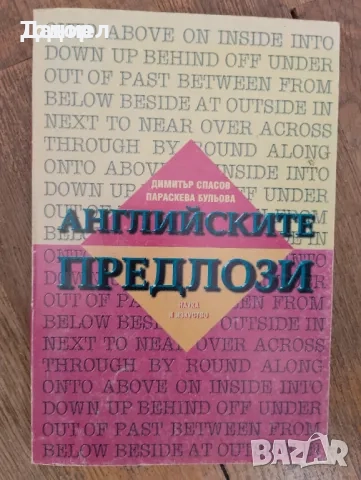 OVER ABOVE ON INSIDE INTO
DOWN UP BEHIND OFF UNDER
OUT OF PAST BETWEEN FROM
BELOW BESIDE AT OUTSIDE IN
NEXT TO NEAR OVER ACROSS
THROUGH BY ROUND ALONG
ONTO ABOVE ON INSIDE INTO
ДИМИТЪР СПАСОВ
ПАРАСКЕВА БУЛЬОВА
АНГЛИЙСКИТЕ
ПРЕДЛОЗИ
НАУКА
И ИЗКУСТВО
OUT OF PAST BETWEEN FROM
BELOW BESIDE AT OUTSIDE IN
NEXT TO NEAR OVER ACROSS
THROUGH BY ROUND ALONG
ONTO ABOVE ON INSIDE INTO
DOWN UP BEHIND OFF UNDER
OUT OF PAST BETWEEN FROM
BELOW BESIDE AT OUTSIDE
BAZAR